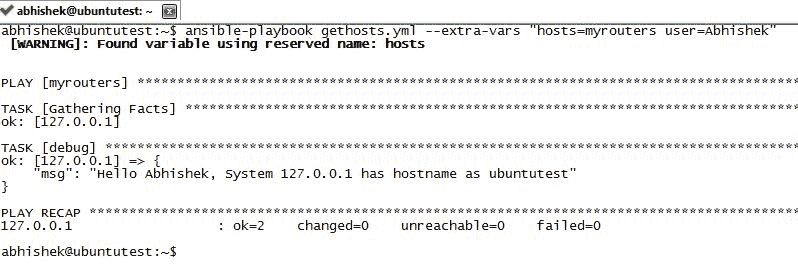 abhishek@ubuntutest: ~
abhishek@ubuntutest:~$ ansible-playbook gethosts.yml --extra-vars "hosts=myrouters user=Abhishek"
[WARNING]: Found variable using reserved name: hosts
PLAY [myrouters] ***********************************************************************************
TASK [Gathering Facts] *****************************************************************************
ok: [127.0.0.1]
TASK [debug] ***************************************************************************************
ok: [127.0.0.1] => {
    "msg": "Hello Abhishek, System 127.0.0.1 has hostname as ubuntutest"
}
PLAY RECAP *****************************************************************************************
127.0.0.1                  : ok=2    changed=0    unreachable=0    failed=0
abhishek@ubuntutest:~$